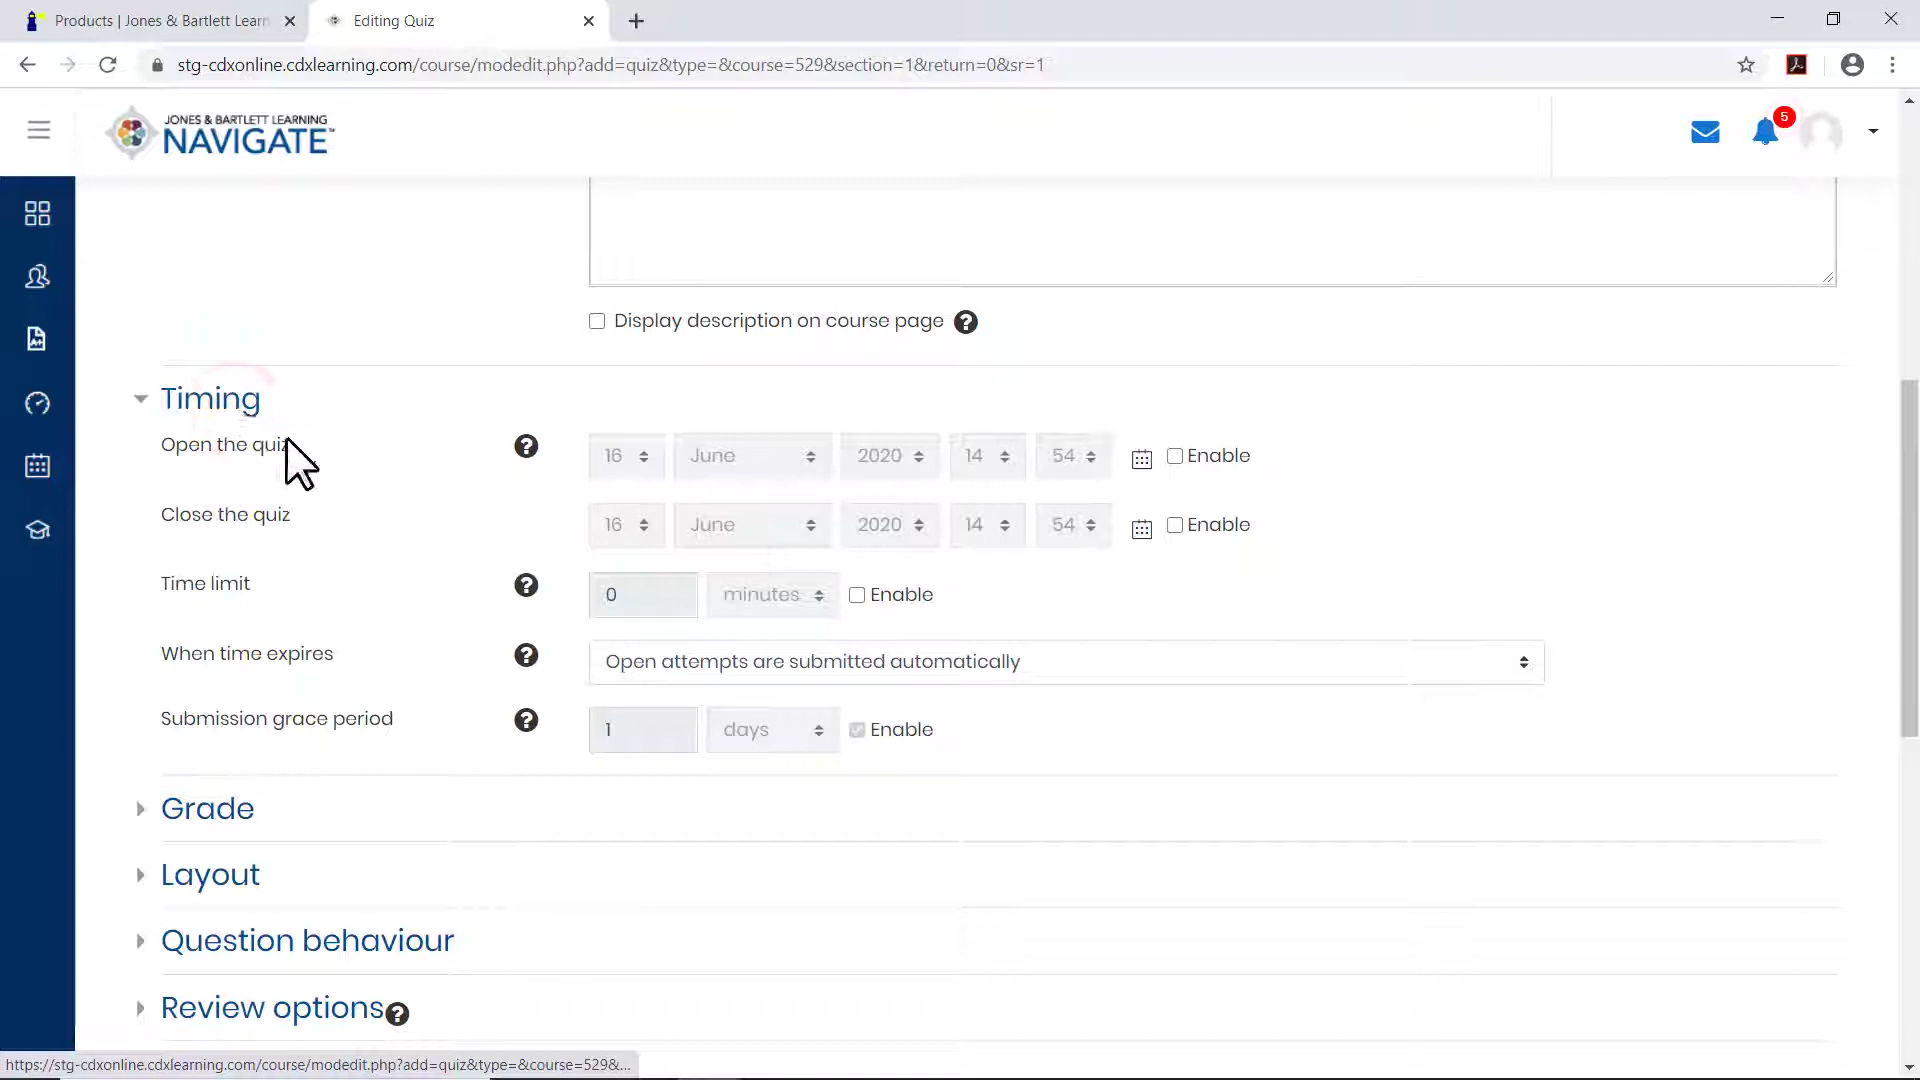 Products | Jones & Bartlett Learn
Editing Quiz
stg-cdxonline.cdxlearning.com/course/modedit.php?add=quiz&type=&course=529&section=1&return=0&sr=1
JONES & BARTLETT LEARNING
NAVIGATE™
5
Display description on course page ?
Timing
Open the quiz ? 16 June 2020 14 54 Enable
Close the quiz 16 June 2020 14 54 Enable
Time limit ? 0 minutes Enable
When time expires ? Open attempts are submitted automatically
Submission grace period ? 1 days Enable
Grade
Layout
Question behaviour
Review options ?
https://stg-cdxonline.cdxlearning.com/course/modedit.php?add=quiz&type=&course=529&...